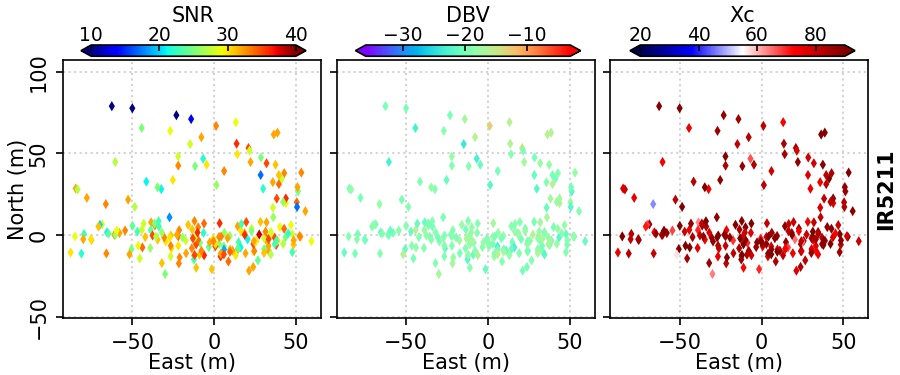 SNR DBV Xc
10 20 30 40 −30 −20 −10 20 40 60 80
100
50
0
−50
North (m)
IR5211
−50 0 50 −50 0 50 −50 0 50
East (m) East (m) East (m)